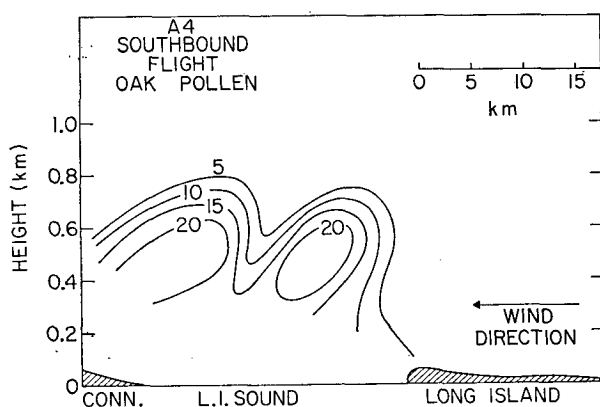 A4
SOUTHBOUND
FLIGHT
OAK POLLEN
0 5 10 15
km
HEIGHT (km)
1.0
0.8
0.6
0.4
0.2
0
5
10
15
20
20
WIND
DIRECTION
CONN. L.I. SOUND LONG ISLAND